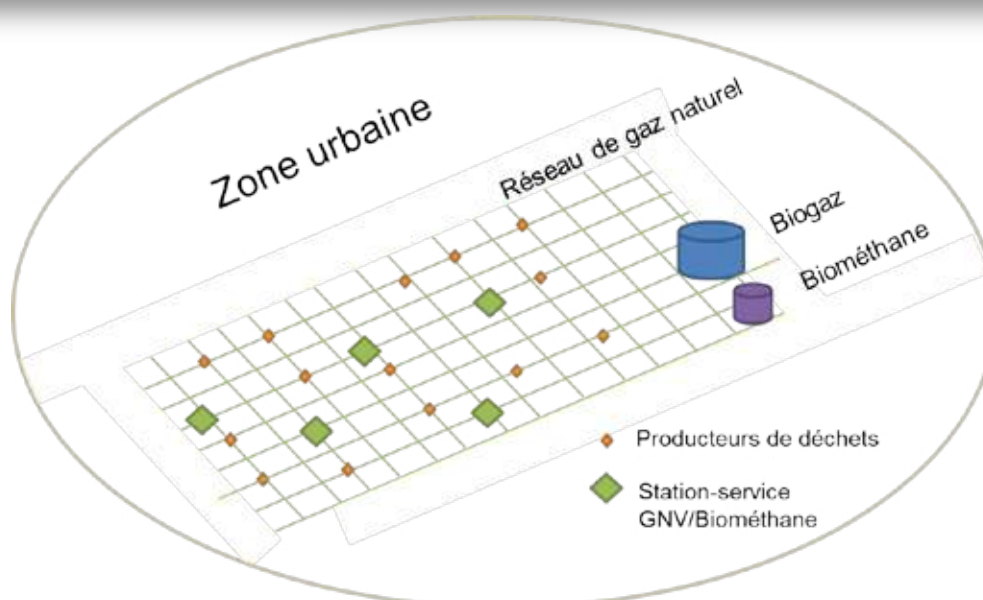 Zone urbaine
Réseau de gaz naturel
Biogaz
Biométhane
Producteurs de déchets
Station-service
GNV/Biométhane